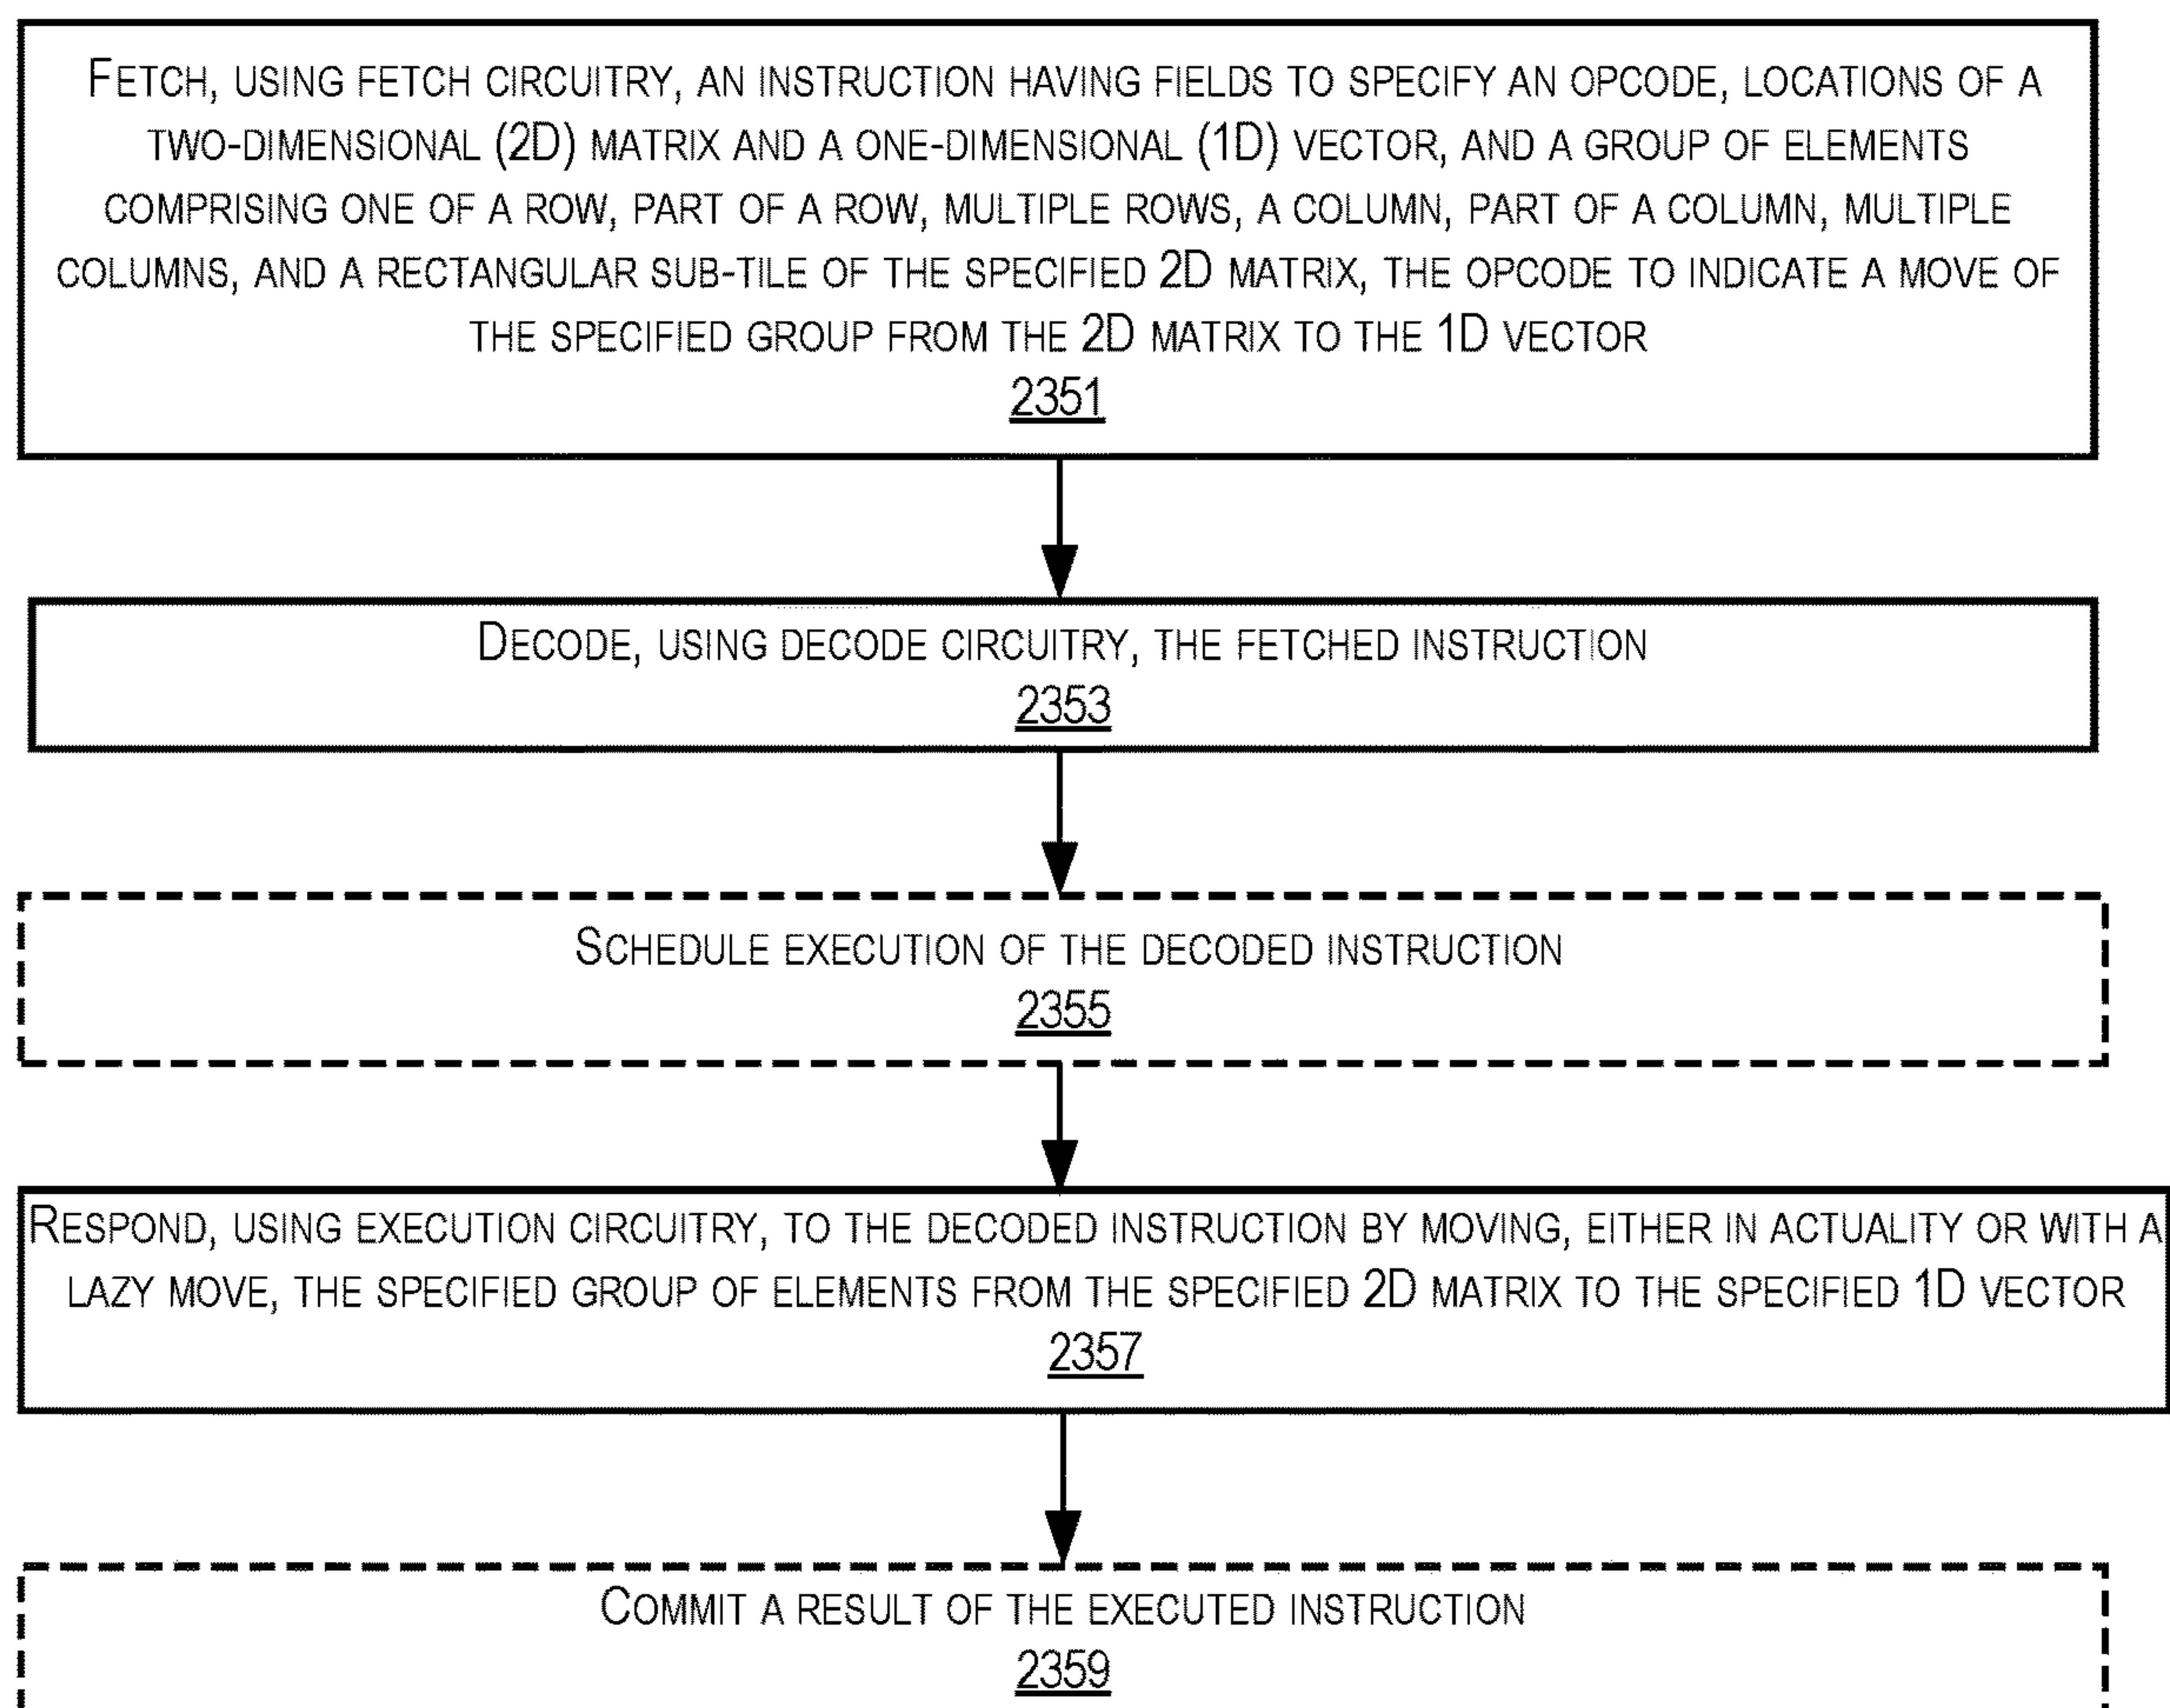 FETCH, USING FETCH CIRCUITRY, AN INSTRUCTION HAVING FIELDS TO SPECIFY AN OPCODE, LOCATIONS OF A
TWO-DIMENSIONAL (2D) MATRIX AND A ONE-DIMENSIONAL (1D) VECTOR, AND A GROUP OF ELEMENTS
COMPRISING ONE OF A ROW, PART OF A ROW, MULTIPLE ROWS, A COLUMN, PART OF A COLUMN, MULTIPLE
COLUMNS, AND A RECTANGULAR SUB-TILE OF THE SPECIFIED 2D MATRIX, THE OPCODE TO INDICATE A MOVE OF
THE SPECIFIED GROUP FROM THE 2D MATRIX TO THE 1D VECTOR
2351
DECODE, USING DECODE CIRCUITRY, THE FETCHED INSTRUCTION
2353
SCHEDULE EXECUTION OF THE DECODED INSTRUCTION
2355
RESPOND, USING EXECUTION CIRCUITRY, TO THE DECODED INSTRUCTION BY MOVING, EITHER IN ACTUALITY OR WITH A
LAZY MOVE, THE SPECIFIED GROUP OF ELEMENTS FROM THE SPECIFIED 2D MATRIX TO THE SPECIFIED 1D VECTOR
2357
COMMIT A RESULT OF THE EXECUTED INSTRUCTION
2359